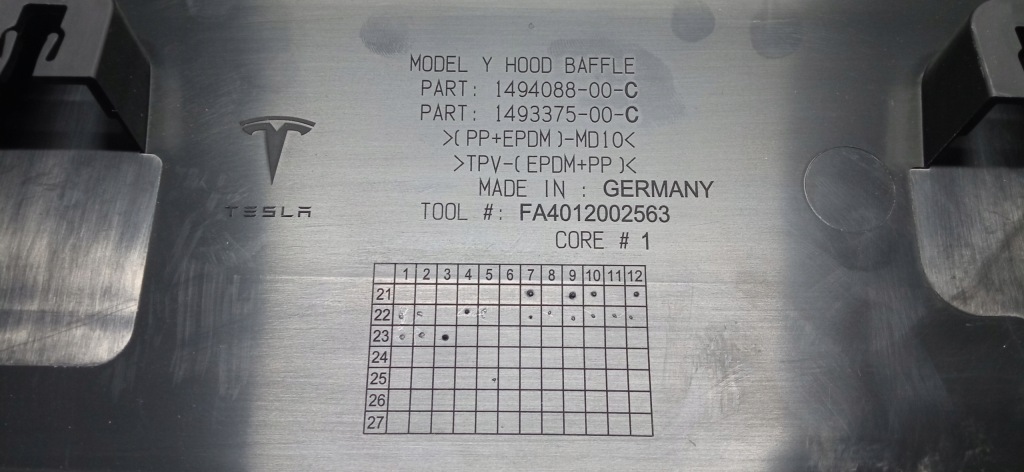 MODEL Y HOOD BAFFLE
PART: 1494088-00-C
PART: 1493375-00-C
>(PP+EPDM)-MD10<
>TPV-(EPDM+PP)<
MADE IN : GERMANY
TESLA
TOOL #: FA4012002563
CORE # 1
1 2 3 4 5 6 7 8 9 10 11 12
21
22
23
24
25
26
27